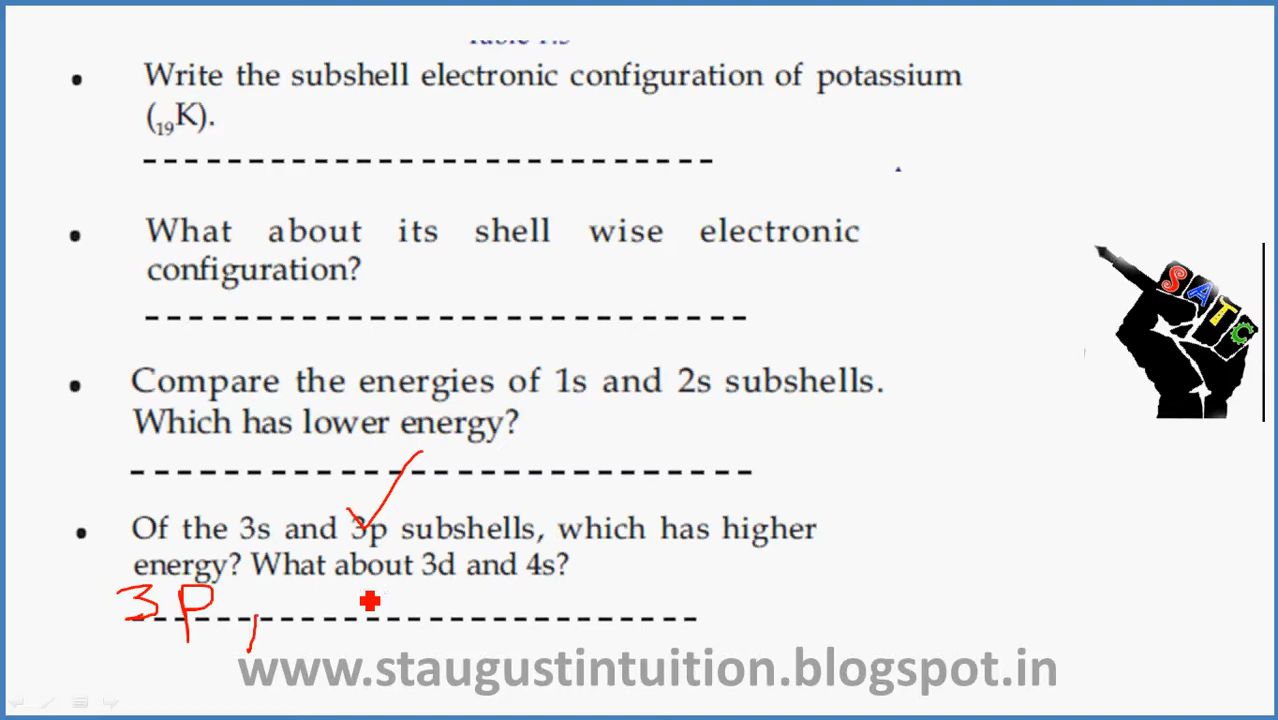 Write the subshell electronic configuration of potassium
(₁₉K).
What about its shell wise electronic
configuration?
SATC
Compare the energies of 1s and 2s subshells.
Which has lower energy?
Of the 3s and 3p subshells, which has higher
energy? What about 3d and 4s?
3P,
www.staugustintuition.blogspot.in